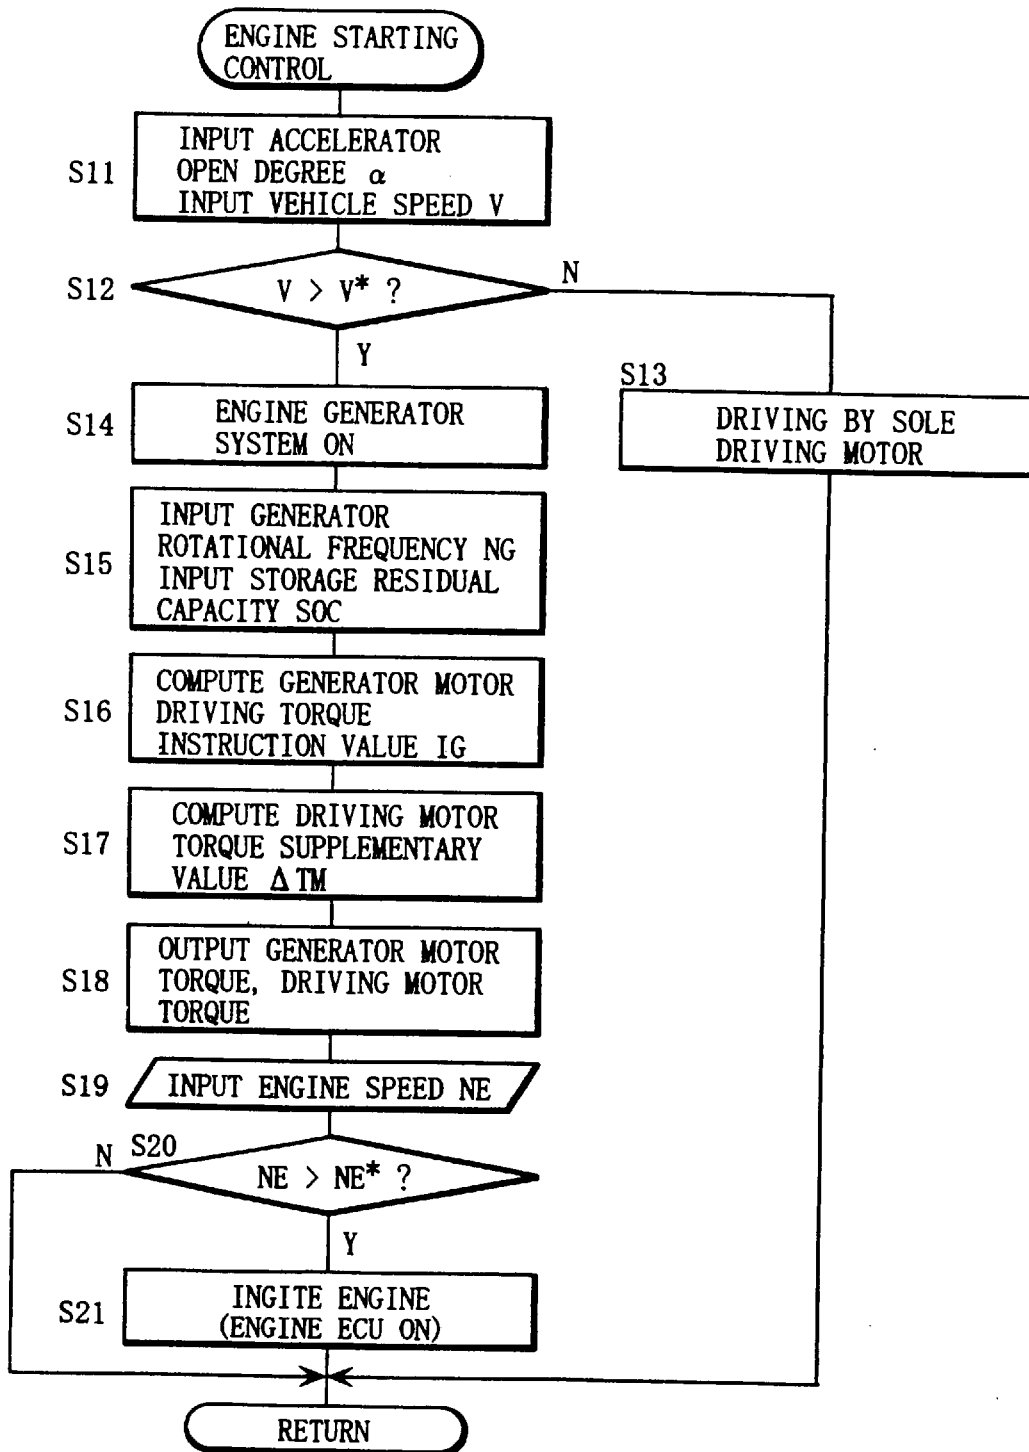 ENGINE STARTING
CONTROL
S11
INPUT ACCELERATOR
OPEN DEGREE α
INPUT VEHICLE SPEED V
S12
V > V* ?
N
Y
S13
DRIVING BY SOLE
DRIVING MOTOR
S14
ENGINE GENERATOR
SYSTEM ON
S15
INPUT GENERATOR
ROTATIONAL FREQUENCY NG
INPUT STORAGE RESIDUAL
CAPACITY SOC
S16
COMPUTE GENERATOR MOTOR
DRIVING TORQUE
INSTRUCTION VALUE IG
S17
COMPUTE DRIVING MOTOR
TORQUE SUPPLEMENTARY
VALUE ΔTM
S18
OUTPUT GENERATOR MOTOR
TORQUE, DRIVING MOTOR
TORQUE
S19
INPUT ENGINE SPEED NE
S20
N
NE > NE* ?
Y
S21
INGITE ENGINE
(ENGINE ECU ON)
RETURN